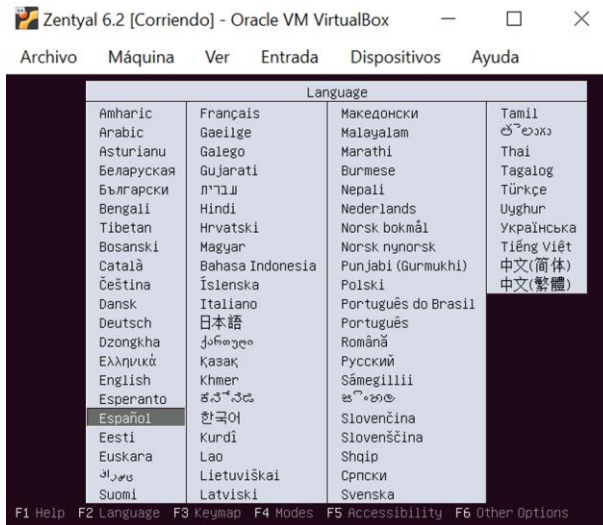 Zentyal 6.2 [Corriendo] - Oracle VM VirtualBox
Archivo Máquina Ver Entrada Dispositivos Ayuda
Language
Amharic
Arabic
Asturianu
Беларуская
Български
Bengali
Tibetan
Bosanski
Català
Čeština
Dansk
Deutsch
Dzongkha
Ελληνικά
English
Esperanto
Español
Eesti
Euskara
Suomi
Français
Gaeilge
Galego
Gujarati
עברית
Hindi
Hrvatski
Magyar
Bahasa Indonesia
Íslenska
Italiano
日本語
ქართული
Қазақ
Khmer
ಕನ್ನಡ
한국어
Kurdî
Lao
Lietuviškai
Latviski
Македонски
Malayalam
Marathi
Burmese
Nepali
Nederlands
Norsk bokmål
Norsk nynorsk
Punjabi (Gurmukhi)
Polski
Português do Brasil
Português
Română
Русский
Sámegillii
Slovenčina
Slovenščina
Shqip
Српски
Svenska
Tamil
Thai
Tagalog
Türkçe
Uyghur
Українська
Tiếng Việt
中文(简体)
中文(繁體)
F1 Help F2 Language F3 Keymap F4 Modes F5 Accessibility F6 Other Options